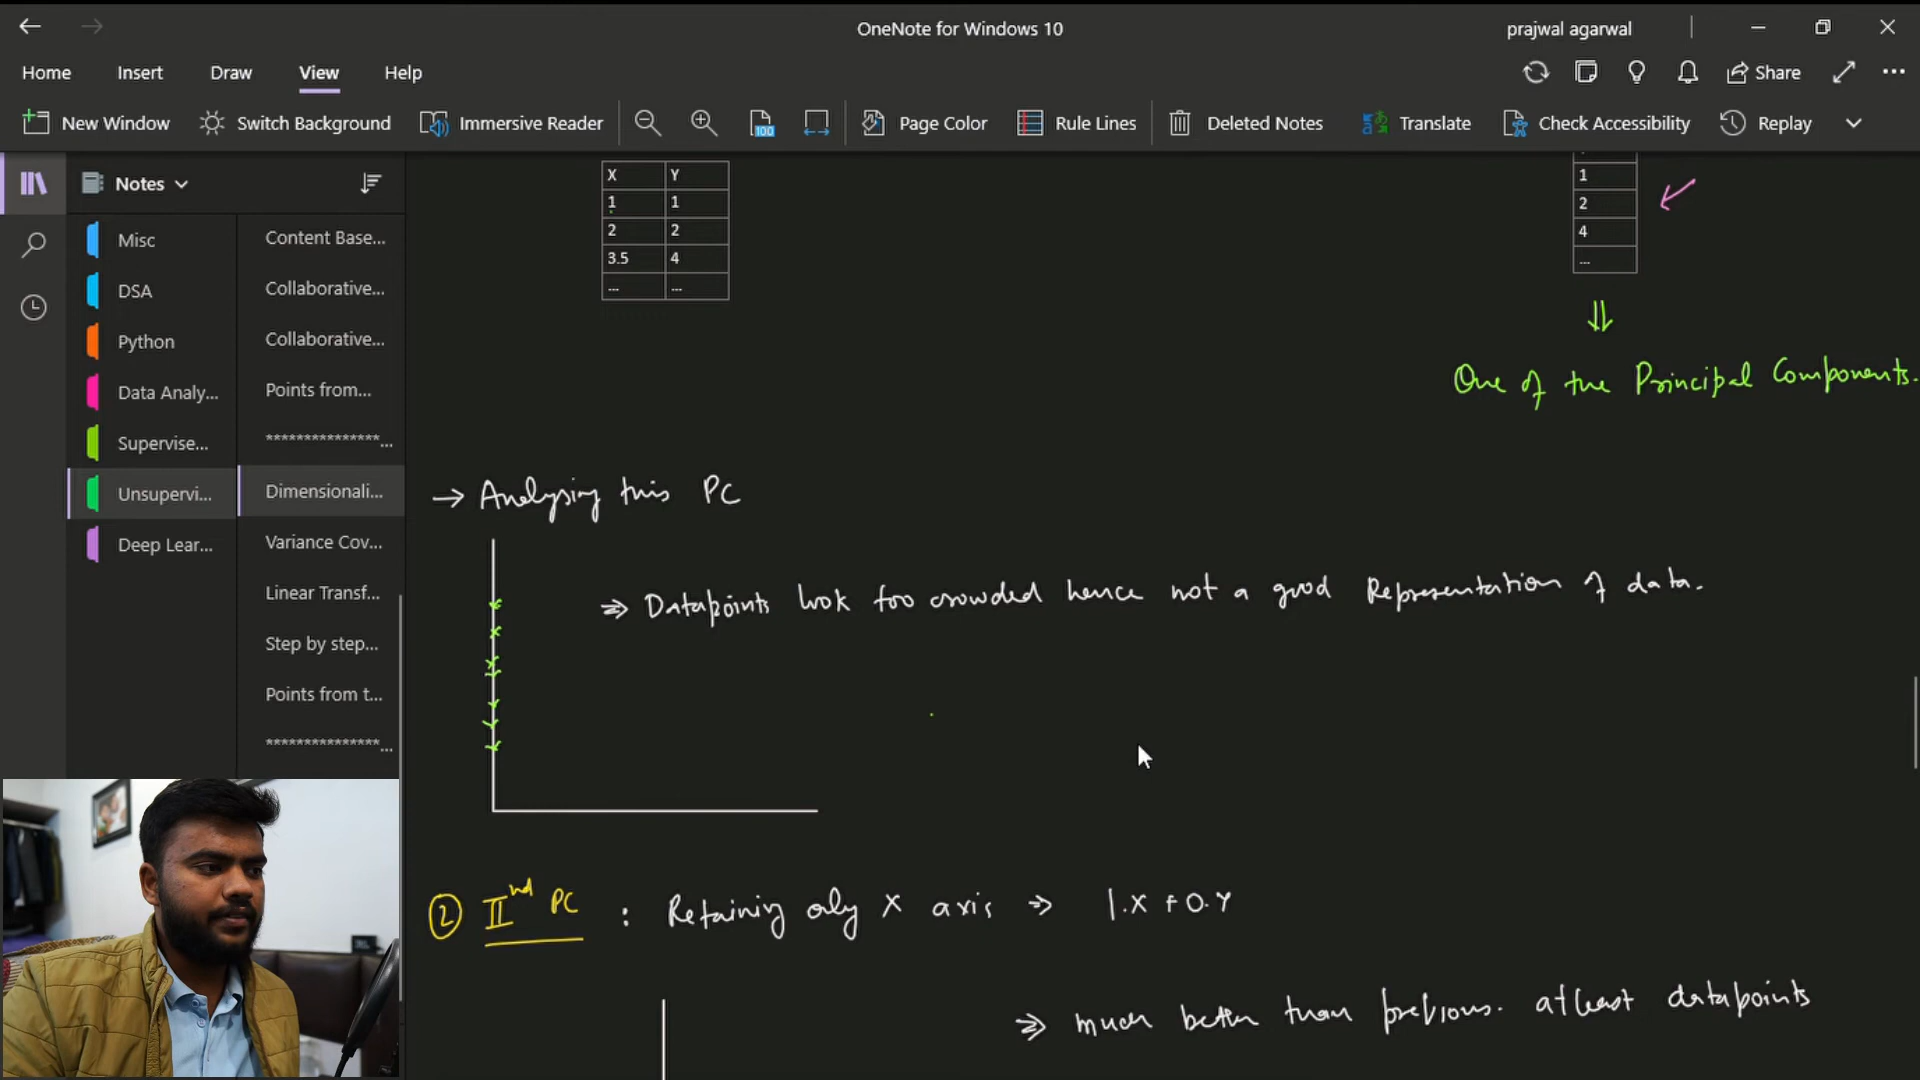 OneNote for Windows 10
prajwal agarwal
Home Insert Draw View Help
Share
New Window Switch Background Immersive Reader 100 Page Color Rule Lines Deleted Notes Translate Check Accessibility Replay
Notes
Misc
DSA
Python
Data Analy...
Supervise...
Unsupervi...
Deep Lear...
Content Base...
Collaborative...
Collaborative...
Points from...
***************...
Dimensionali...
Variance Cov...
Linear Transf...
Step by step...
Points from t...
***************...
X Y
1 1
2 2
3.5 4
... ...
1
2
4
...
One of the Principal Components.
→ Analysing this PC
⇒ Datapoints look too crowded hence not a good Representation of data.
② IInd PC : Retaining only X axis ⇒ 1.X + 0.Y
⇒ much better than previous. atleast datapoints